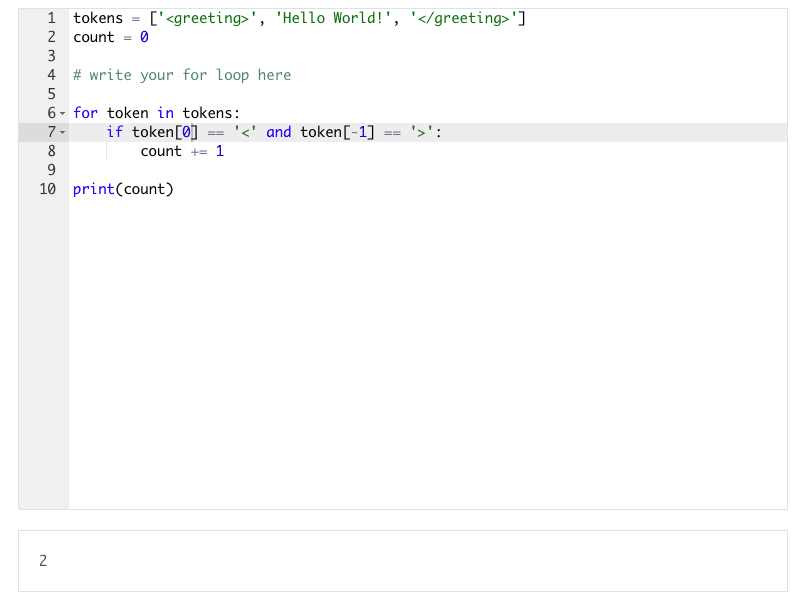 1 tokens = ['<greeting>', 'Hello World!', '</greeting>']
2 count = 0
3
4 # write your for loop here
5
6 for token in tokens:
7     if token[0] == '<' and token[-1] == '>':
8         count += 1
9
10 print(count)
2